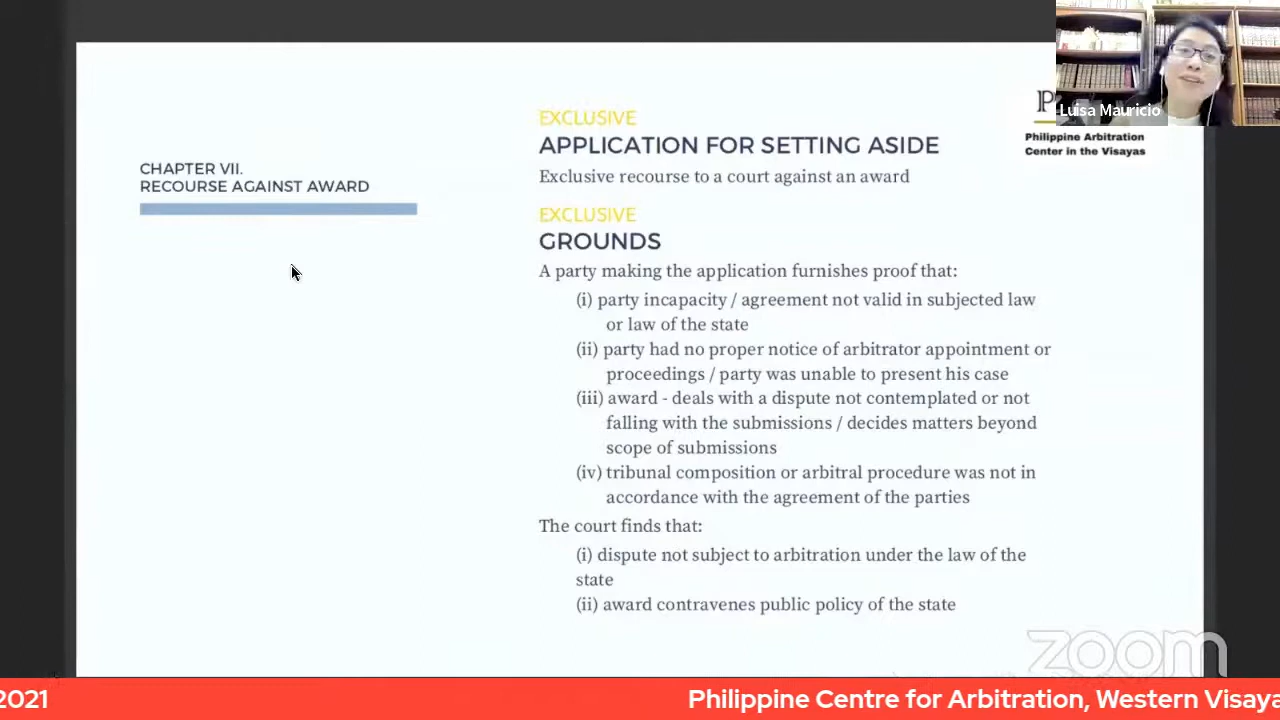 CHAPTER VII.
RECOURSE AGAINST AWARD
EXCLUSIVE
APPLICATION FOR SETTING ASIDE
Exclusive recourse to a court against an award
EXCLUSIVE
GROUNDS
A party making the application furnishes proof that:
(i) party incapacity / agreement not valid in subjected law
or law of the state
(ii) party had no proper notice of arbitrator appointment or
proceedings / party was unable to present his case
(iii) award - deals with a dispute not contemplated or not
falling with the submissions / decides matters beyond
scope of submissions
(iv) tribunal composition or arbitral procedure was not in
accordance with the agreement of the parties
The court finds that:
(i) dispute not subject to arbitration under the law of the
state
(ii) award contravenes public policy of the state
Luisa Mauricio
Philippine Arbitration
Center in the Visayas
zoom
2021 Philippine Centre for Arbitration, Western Visaya